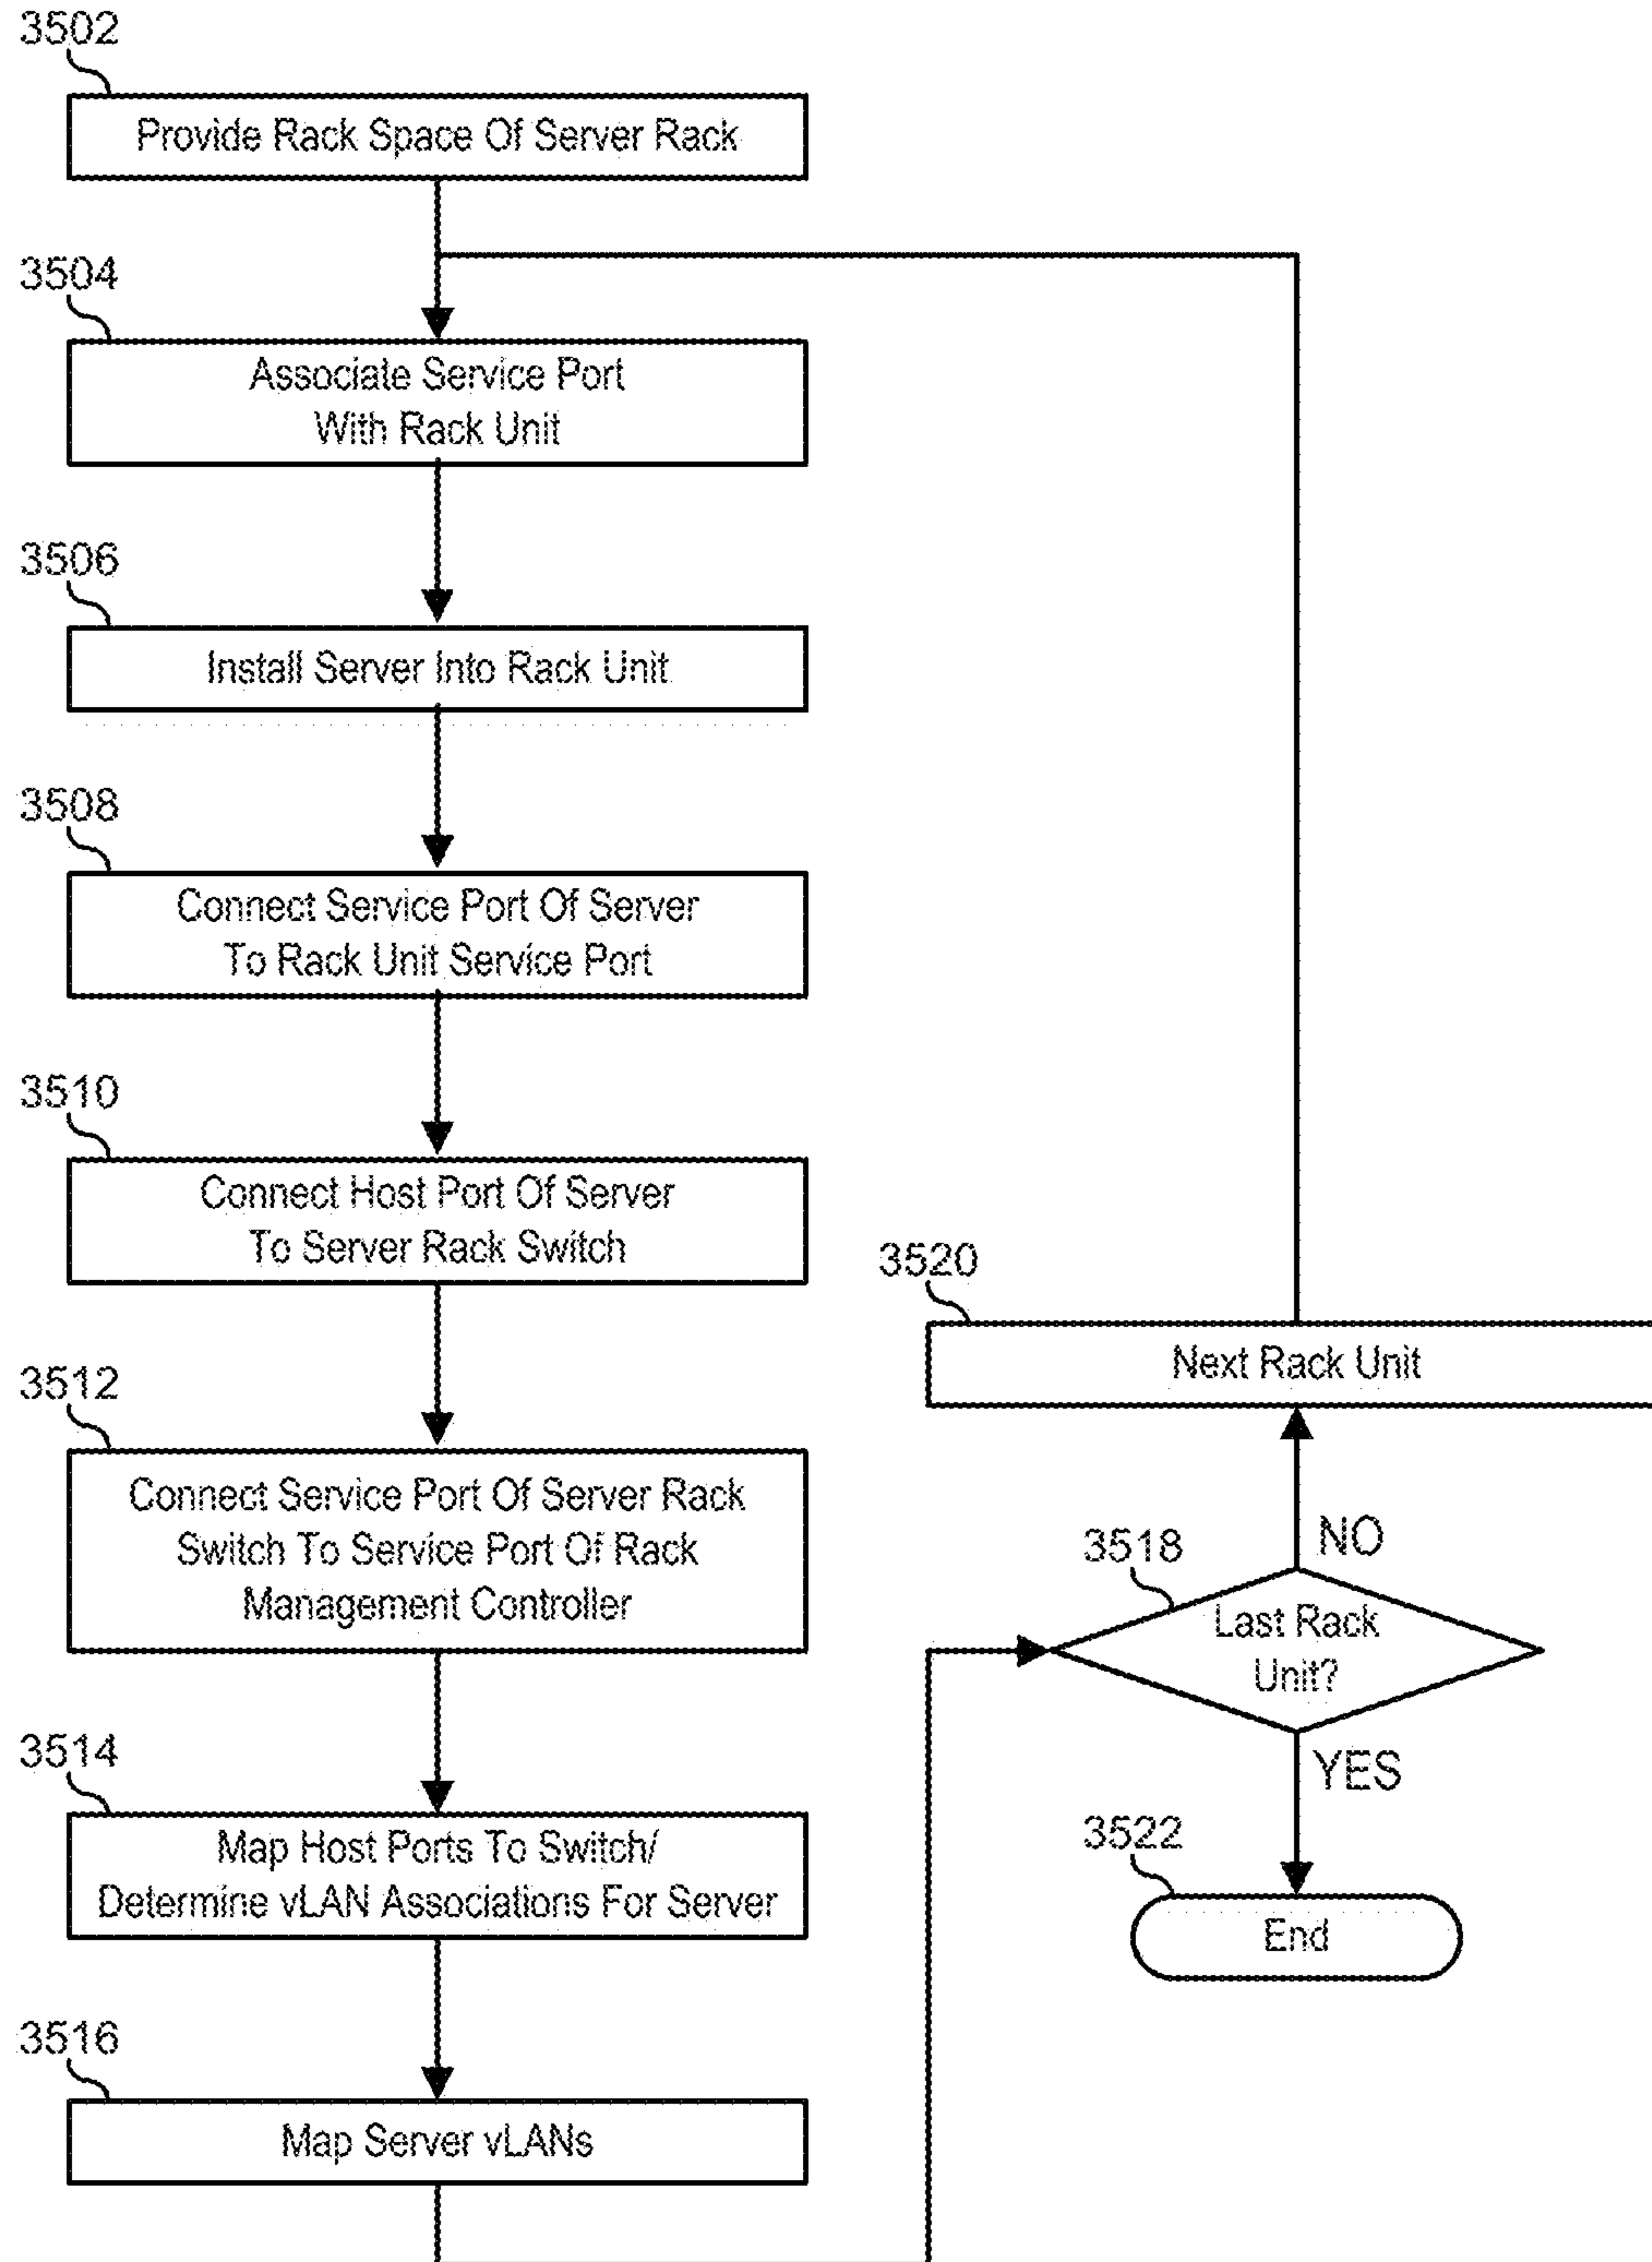 3502
Provide Rack Space Of Server Rack
3504
Associate Service Port
With Rack Unit
3506
Install Server Into Rack Unit
3508
Connect Service Port Of Server
To Rack Unit Service Port
3510
Connect Host Port Of Server
To Server Rack Switch
3512
Connect Service Port Of Server Rack
Switch To Service Port Of Rack
Management Controller
3514
Map Host Ports To Switch/
Determine vLAN Associations For Server
3516
Map Server vLANs
3518
Last Rack
Unit?
NO
3520
Next Rack Unit
YES
3522
End